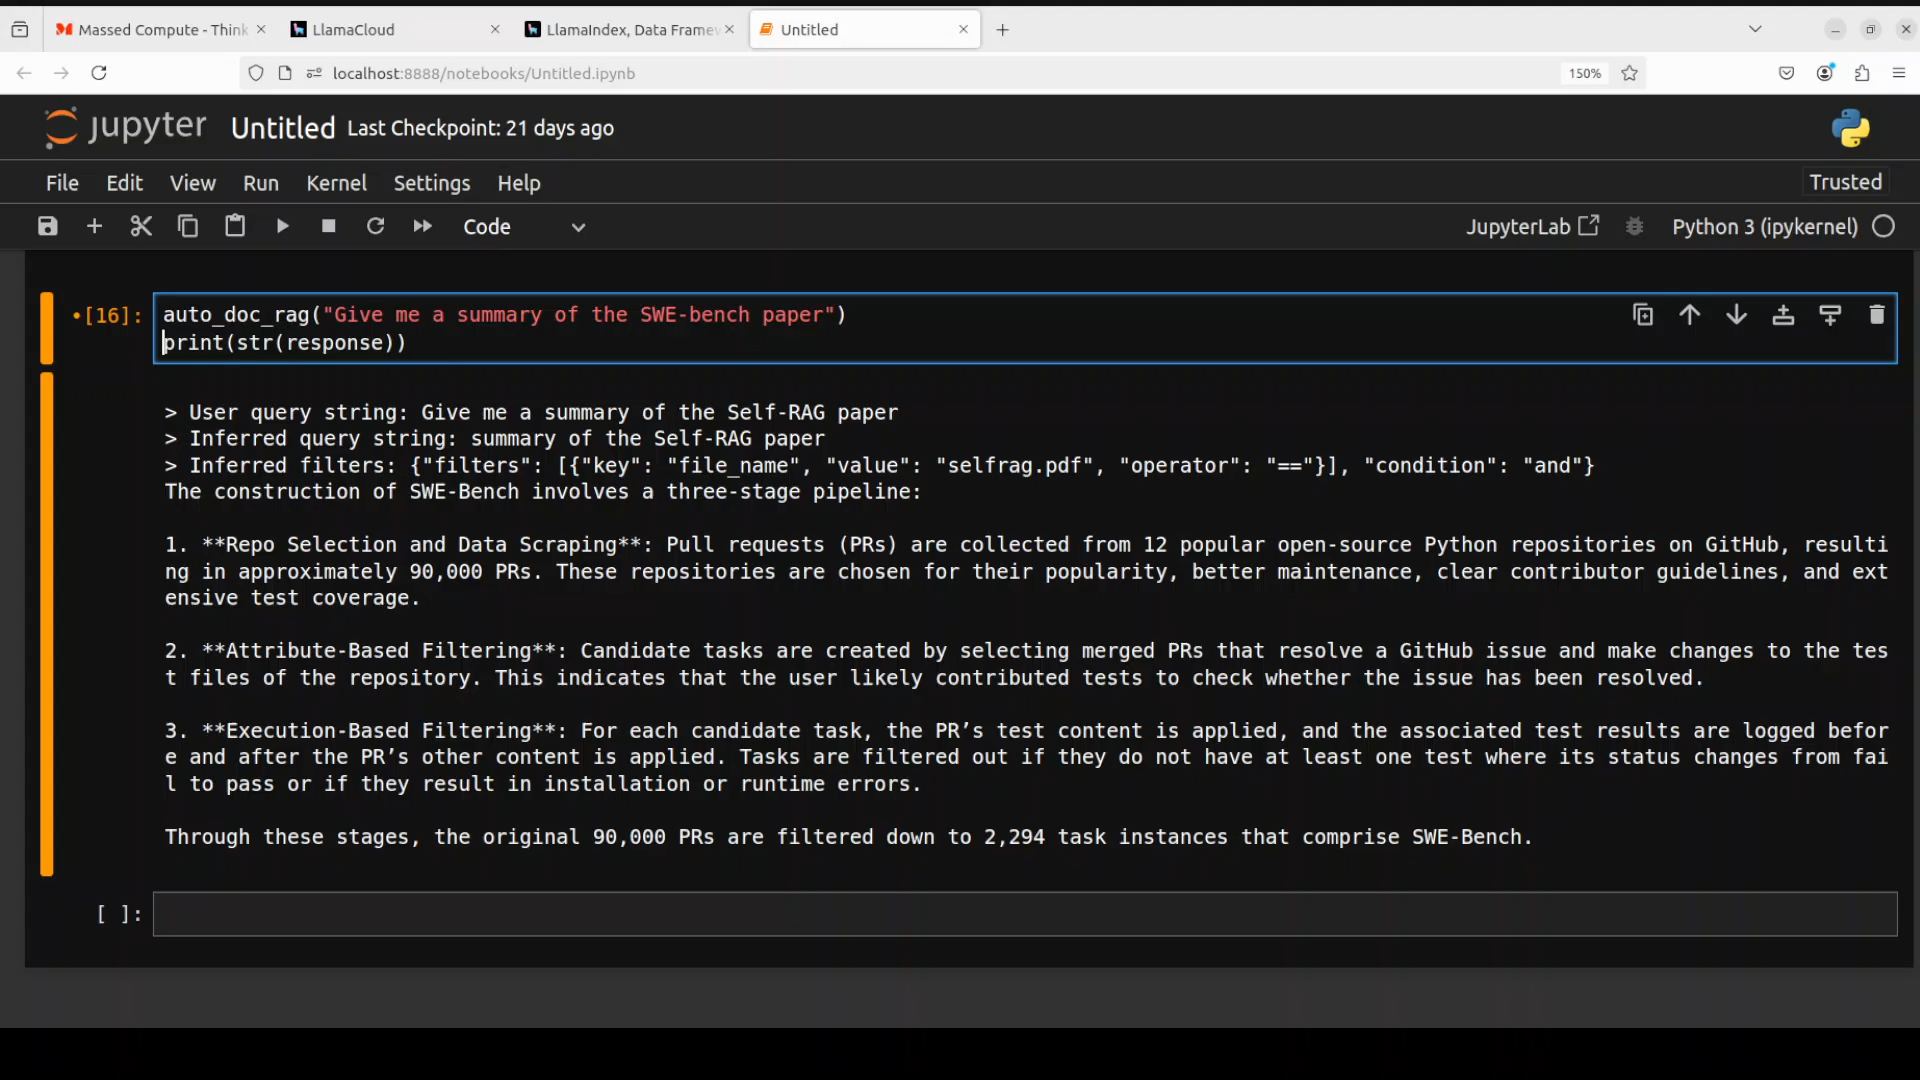 Massed Compute - Think
LlamaCloud
LlamaIndex, Data Framew
Untitled
localhost:8888/notebooks/Untitled.ipynb
150%
jupyter Untitled Last Checkpoint: 21 days ago
File Edit View Run Kernel Settings Help
Trusted
Code
JupyterLab
Python 3 (ipykernel)
•[16]: auto_doc_rag("Give me a summary of the SWE-bench paper")
print(str(response))
> User query string: Give me a summary of the Self-RAG paper
> Inferred query string: summary of the Self-RAG paper
> Inferred filters: {"filters": [{"key": "file_name", "value": "selfrag.pdf", "operator": "=="}], "condition": "and"}
The construction of SWE-Bench involves a three-stage pipeline:
1. **Repo Selection and Data Scraping**: Pull requests (PRs) are collected from 12 popular open-source Python repositories on GitHub, resulti
ng in approximately 90,000 PRs. These repositories are chosen for their popularity, better maintenance, clear contributor guidelines, and ext
ensive test coverage.
2. **Attribute-Based Filtering**: Candidate tasks are created by selecting merged PRs that resolve a GitHub issue and make changes to the tes
t files of the repository. This indicates that the user likely contributed tests to check whether the issue has been resolved.
3. **Execution-Based Filtering**: For each candidate task, the PR’s test content is applied, and the associated test results are logged befor
e and after the PR’s other content is applied. Tasks are filtered out if they do not have at least one test where its status changes from fai
l to pass or if they result in installation or runtime errors.
Through these stages, the original 90,000 PRs are filtered down to 2,294 task instances that comprise SWE-Bench.
[ ]: